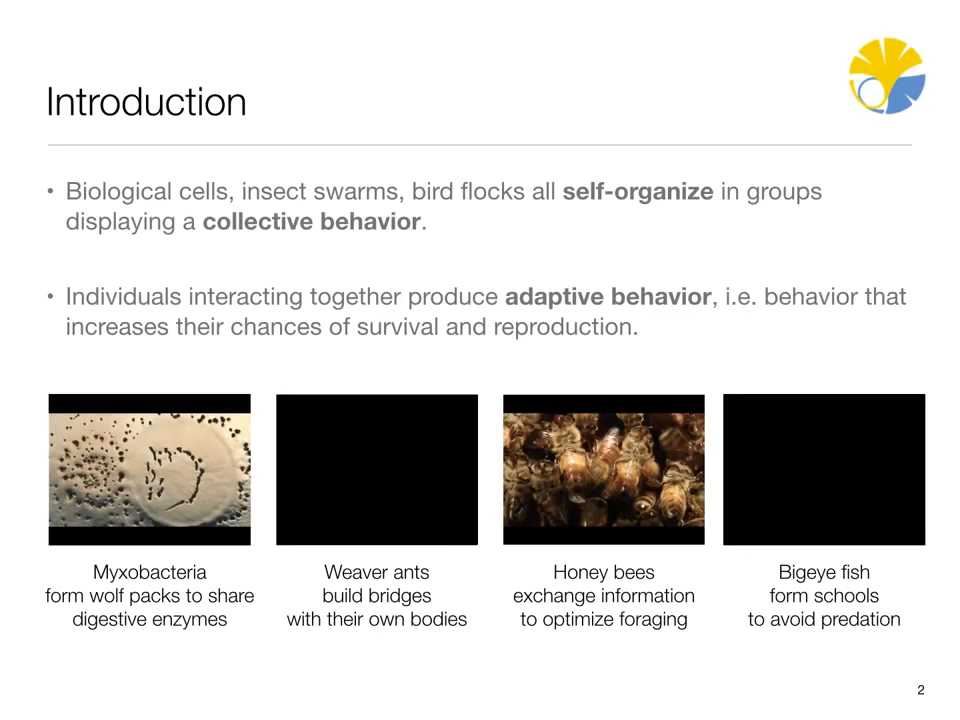 Introduction
• Biological cells, insect swarms, bird flocks all self-organize in groups
displaying a collective behavior.
• Individuals interacting together produce adaptive behavior, i.e. behavior that
increases their chances of survival and reproduction.
Myxobacteria
form wolf packs to share
digestive enzymes
Weaver ants
build bridges
with their own bodies
Honey bees
exchange information
to optimize foraging
Bigeye fish
form schools
to avoid predation
2